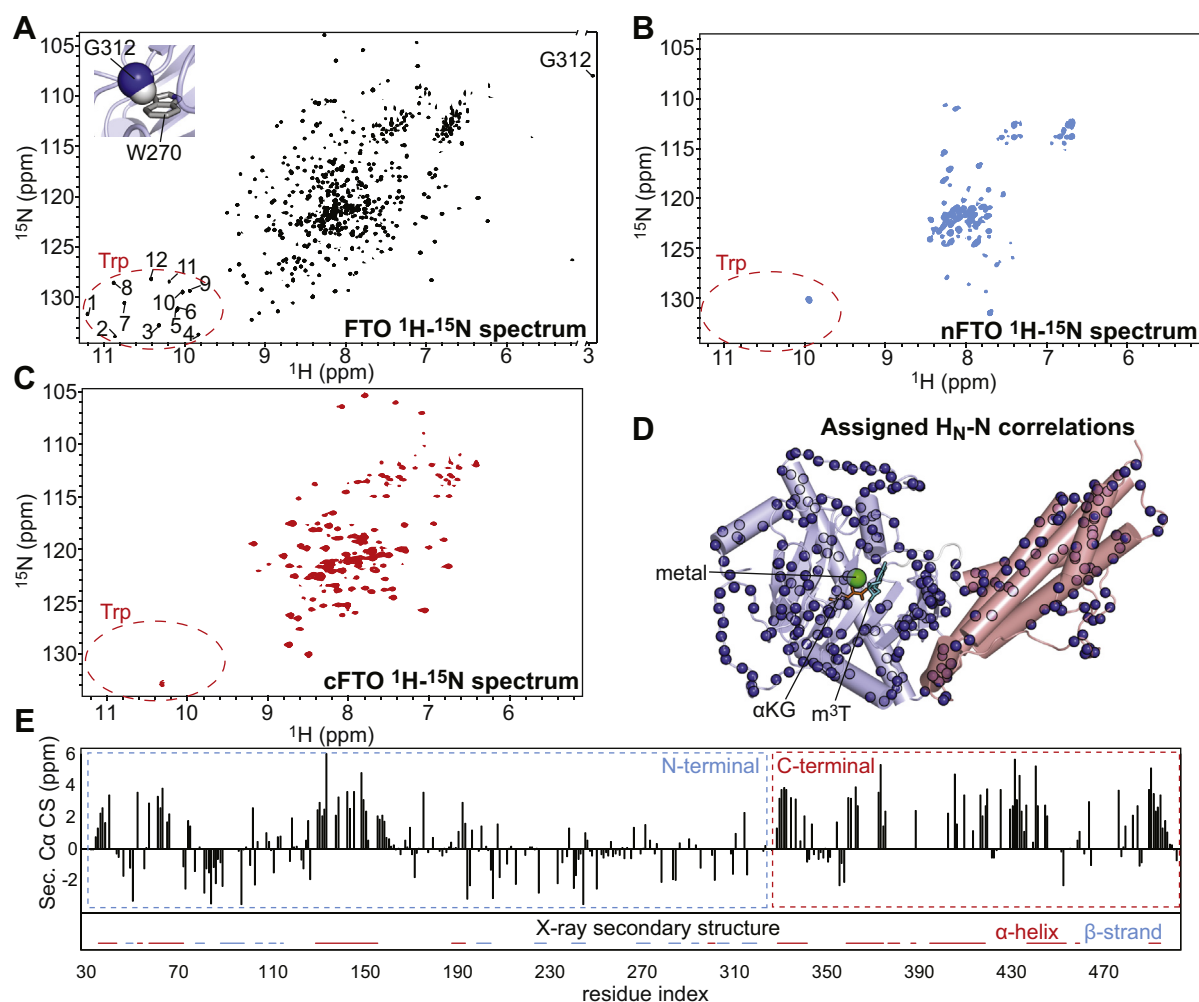 A
B
G312
W270
G312
105
110
115
120
125
130
¹⁵N (ppm)
Trp
1
2
3
4
5
6
7
8
9
10
11
12
FTO ¹H-¹⁵N spectrum
11
10
9
8
7
6
5
4
3
¹H (ppm)
105
110
115
120
125
130
¹⁵N (ppm)
Trp
nFTO ¹H-¹⁵N spectrum
11
10
9
8
7
6
¹H (ppm)
C
105
110
115
120
125
130
¹⁵N (ppm)
Trp
cFTO ¹H-¹⁵N spectrum
11
10
9
8
7
6
¹H (ppm)
D
Assigned H_N-N correlations
metal
αKG
m³T
E
Sec. Cα CS (ppm)
6
4
2
0
-2
N-terminal
C-terminal
X-ray secondary structure
α-helix
β-strand
30 70 110 150 190 230 270 310 350 390 430 470
residue index